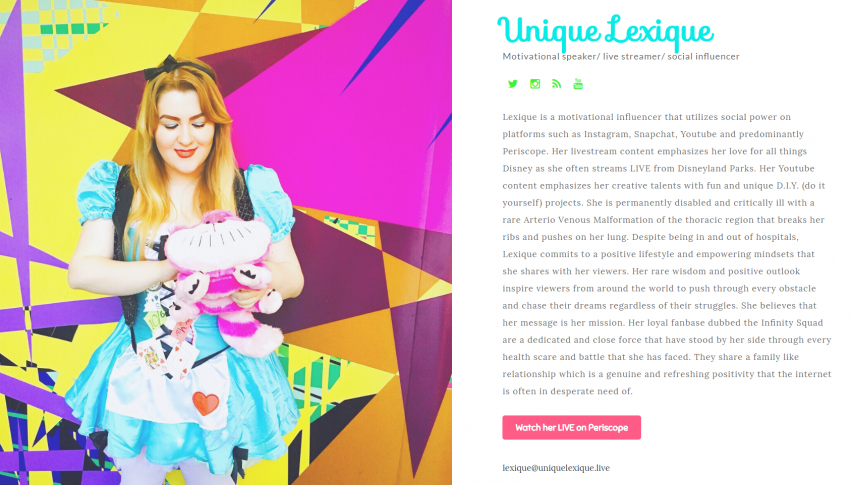 Unique Lexique
Motivational speaker/ live streamer/ social influencer
Lexique is a motivational influencer that utilizes social power on
platforms such as Instagram, Snapchat, Youtube and predominantly
Periscope. Her livestream content emphasizes her love for all things
Disney as she often streams LIVE from Disneyland Parks. Her Youtube
content emphasizes her creative talents with fun and unique D.I.Y. (do it
yourself) projects. She is permanently disabled and critically ill with a
rare Arterio Venous Malformation of the thoracic region that breaks her
ribs and pushes on her lung. Despite being in and out of hospitals,
Lexique commits to a positive lifestyle and empowering mindsets that
she shares with her viewers. Her rare wisdom and positive outlook
inspire viewers from around the world to push through every obstacle
and chase their dreams regardless of their struggles. She believes that
her message is her mission. Her loyal fanbase dubbed the Infinity Squad
are a dedicated and close force that have stood by her side through every
health scare and battle that she has faced. They share a family like
relationship which is a genuine and refreshing positivity that the internet
is often in desperate need of.
Watch her LIVE on Periscope
lexique@uniquelexique.live